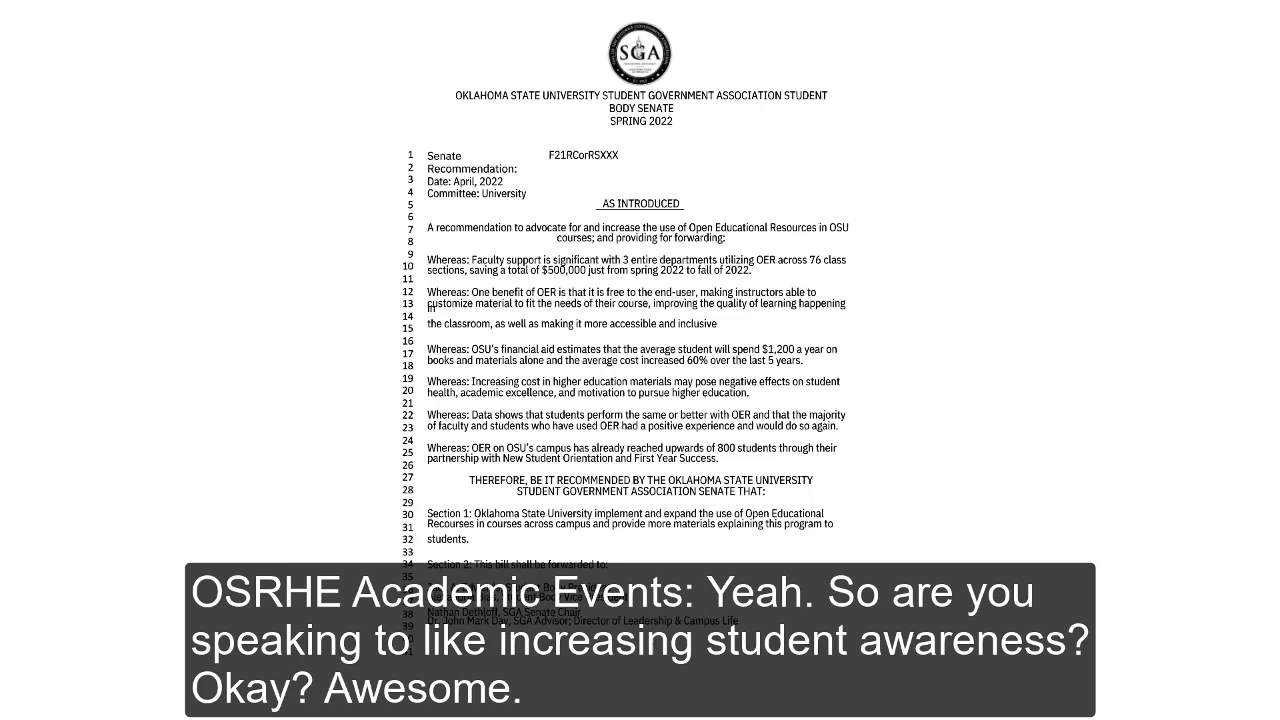 SGA
OKLAHOMA STATE UNIVERSITY STUDENT GOVERNMENT ASSOCIATION STUDENT
BODY SENATE
SPRING 2022
1 Senate F21RCorRSXXX
2 Recommendation:
3 Date: April, 2022
4 Committee: University
5 AS INTRODUCED
6
7 A recommendation to advocate for and increase the use of Open Educational Resources in OSU
8 courses; and providing for forwarding:
9 Whereas: Faculty support is significant with 3 entire departments utilizing OER across 76 class
10 sections, saving a total of $500,000 just from spring 2022 to fall of 2022.
11
12 Whereas: One benefit of OER is that it is free to the end-user, making instructors able to
13 customize material to fit the needs of their course, improving the quality of learning happening
in
14
15 the classroom, as well as making it more accessible and inclusive
16
17 Whereas: OSU's financial aid estimates that the average student will spend $1,200 a year on
18 books and materials alone and the average cost increased 60% over the last 5 years.
19 Whereas: Increasing cost in higher education materials may pose negative effects on student
20 health, academic excellence, and motivation to pursue higher education.
21
22 Whereas: Data shows that students perform the same or better with OER and that the majority
23 of faculty and students who have used OER had a positive experience and would do so again.
24
25 Whereas: OER on OSU's campus has already reached upwards of 800 students through their
26 partnership with New Student Orientation and First Year Success.
27 THEREFORE, BE IT RECOMMENDED BY THE OKLAHOMA STATE UNIVERSITY
28 STUDENT GOVERNMENT ASSOCIATION SENATE THAT:
29
30 Section 1: Oklahoma State University implement and expand the use of Open Educational
31 Recourses in courses across campus and provide more materials explaining this program to
32 students.
33
34 Section 2: This bill shall be forwarded to:
35
38 Nathan Dethloff, SGA Senate Chair
39 Dr. John Mark Day, SGA Advisor; Director of Leadership & Campus Life
OSRHE Academic Events: Yeah. So are you
speaking to like increasing student awareness?
Okay? Awesome.